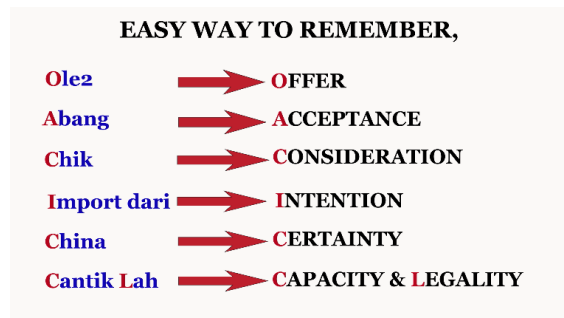 EASY WAY TO REMEMBER,
Ole2 OFFER
Abang ACCEPTANCE
Chik CONSIDERATION
Import dari INTENTION
China CERTAINTY
Cantik Lah CAPACITY & LEGALITY